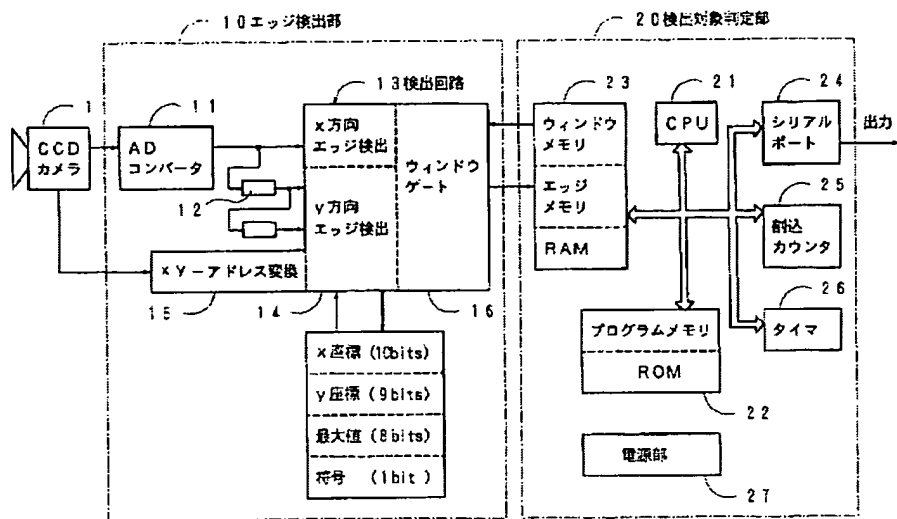 10エッジ検出部
20検出対象判定部
1
CCD
カメラ
11
AD
コンバータ
12
13検出回路
x方向
エッジ検出
y方向
エッジ検出
ウィンドウ
ゲート
xY-アドレス変換
15
14
16
x座標(10bits)
y座標(9bits)
最大値(8bits)
符号 (1bit)
23
ウィンドウ
メモリ
エッジ
メモリ
RAM
21
CPU
24
シリアル
ポート
出力
25
割込
カウンタ
26
タイマ
プログラムメモリ
ROM
22
電源部
27